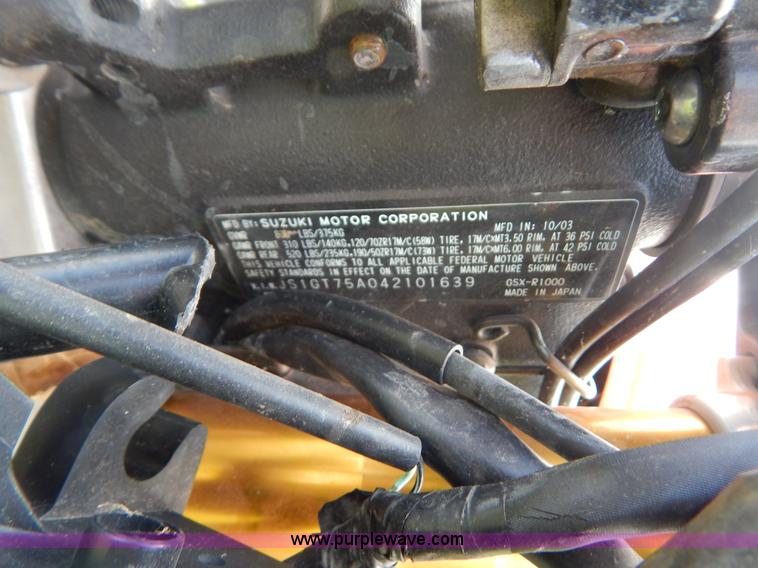 MFD BY: SUZUKI MOTOR CORPORATION MFD IN: 10/03
GVWR LBS/375KG
GAWR FRONT 310 LBS/140KG,120/70ZR17M/C(58W) TIRE, 17M/CXMT3.50 RIM, AT 36 PSI COLD
GAWR REAR 520 LBS/235KG,190/50ZR17M/C(73W) TIRE, 17M/CXMT6.00 RIM, AT 42 PSI COLD
THIS VEHICLE CONFORMS TO ALL APPLICABLE FEDERAL MOTOR VEHICLE
SAFETY STANDARDS IN EFFECT ON THE DATE OF MANUFACTURE SHOWN ABOVE.
JS1GT75A042101639 GSX-R1000
MADE IN JAPAN
www.purplewave.com